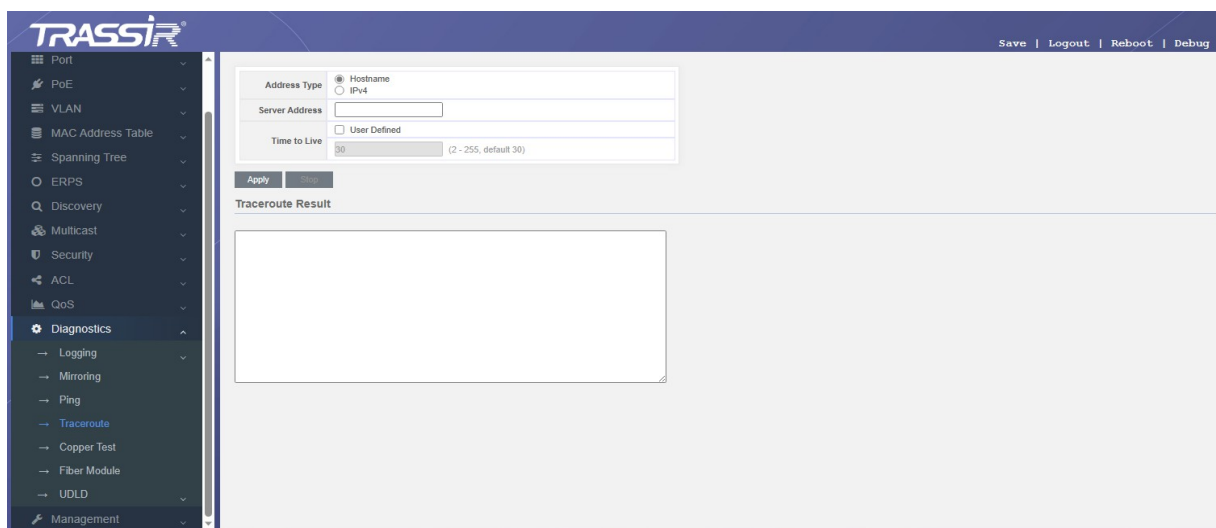 TRASSIR
Save | Logout | Reboot | Debug
Port
PoE
VLAN
MAC Address Table
Spanning Tree
ERPS
Discovery
Multicast
Security
ACL
QoS
Diagnostics
Logging
Mirroring
Ping
Traceroute
Copper Test
Fiber Module
UDLD
Management
Address Type
Hostname
IPv4
Server Address
Time to Live
User Defined
30 (2 - 255, default 30)
Apply Stop
Traceroute Result